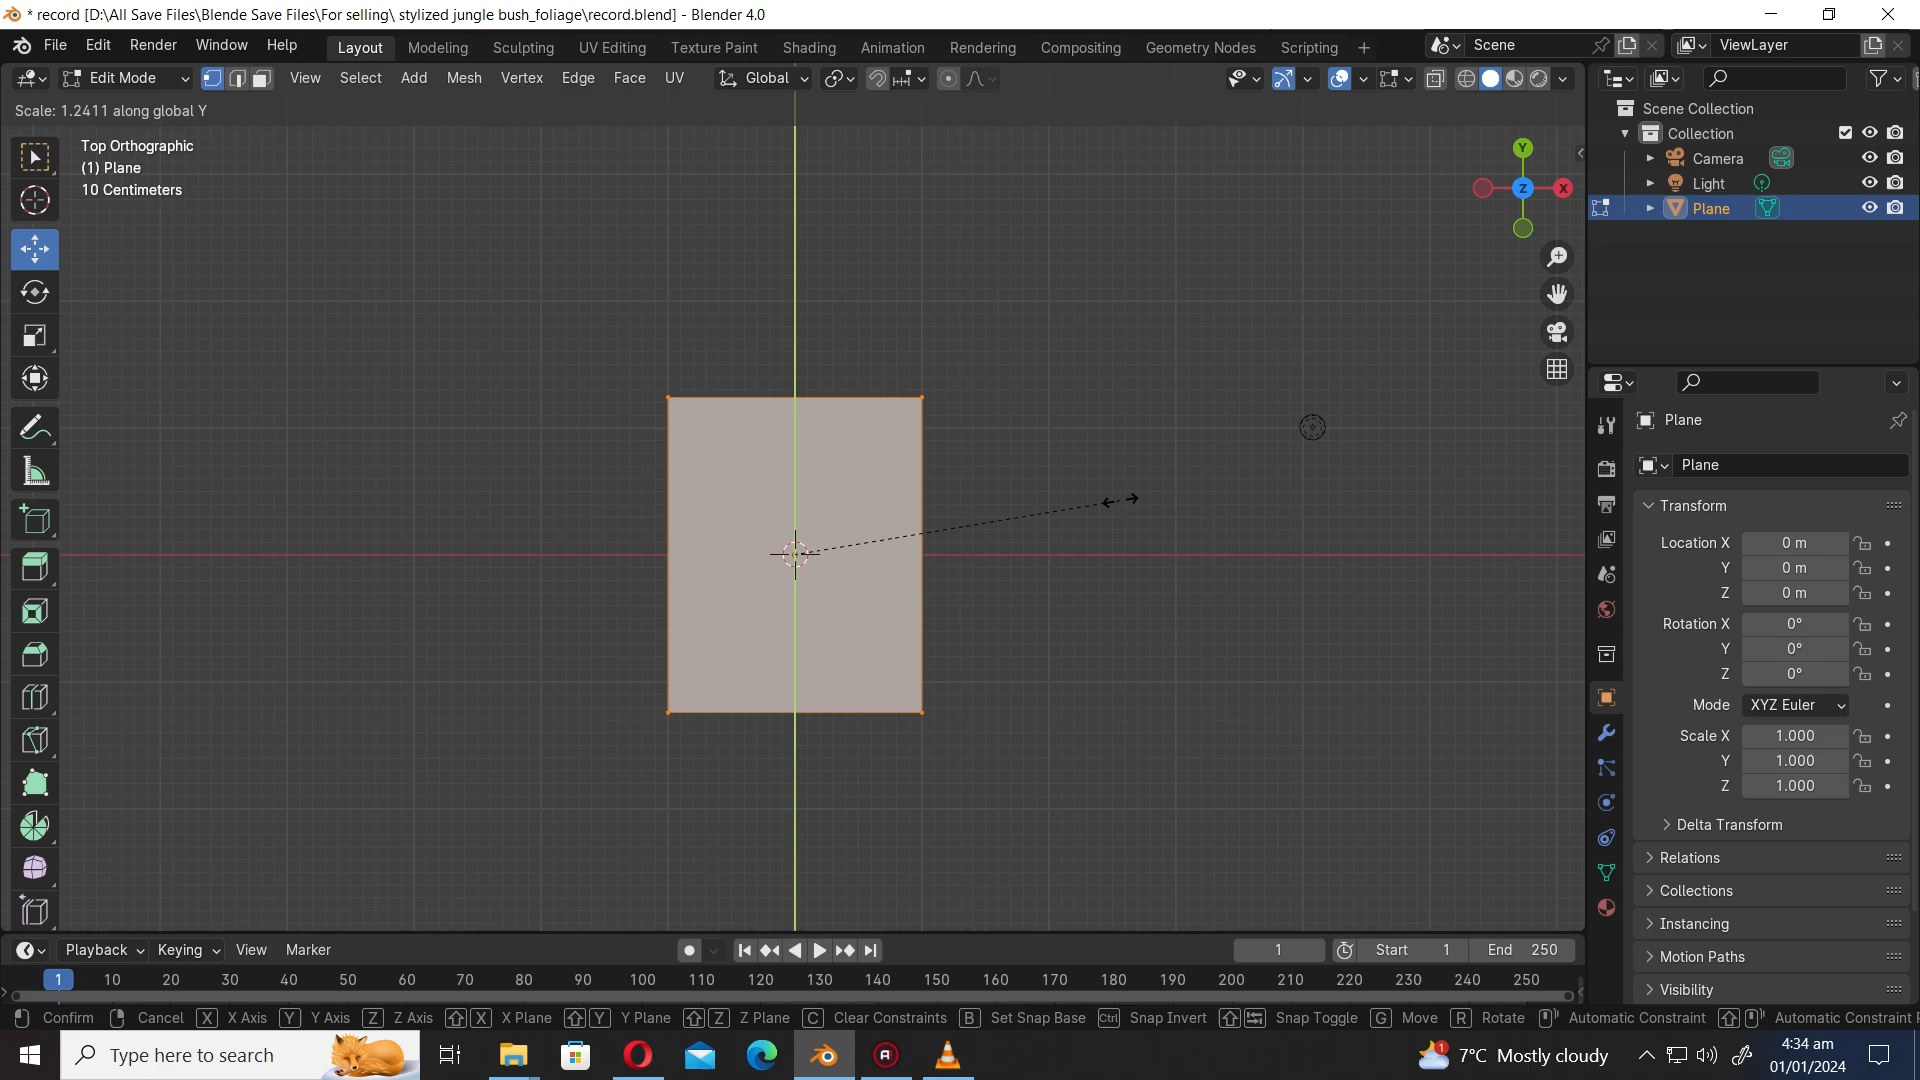 * record [D:\All Save Files\Blende Save Files\For selling\ stylized jungle bush_foliage\record.blend] - Blender 4.0
File Edit Render Window Help Layout Modeling Sculpting UV Editing Texture Paint Shading Animation Rendering Compositing Geometry Nodes Scripting + Scene ViewLayer
Edit Mode View Select Add Mesh Vertex Edge Face UV Global
Scale: 1.2411 along global Y
Top Orthographic
(1) Plane
10 Centimeters
Y
Z X
Scene Collection
Collection
Camera
Light
Plane
Plane
Plane
Transform
Location X 0 m
Y 0 m
Z 0 m
Rotation X 0°
Y 0°
Z 0°
Mode XYZ Euler
Scale X 1.000
Y 1.000
Z 1.000
Delta Transform
Relations
Collections
Instancing
Motion Paths
Visibility
Playback Keying View Marker 1 Start 1 End 250
1 10 20 30 40 50 60 70 80 90 100 110 120 130 140 150 160 170 180 190 200 210 220 230 240 250
Confirm Cancel X X Axis Y Y Axis Z Z Axis X X Plane Y Y Plane Z Z Plane C Clear Constraints B Set Snap Base Ctrl Snap Invert Snap Toggle G Move R Rotate Automatic Constraint Automatic Constraint P
Type here to search 1 7°C Mostly cloudy 4:34 am
01/01/2024